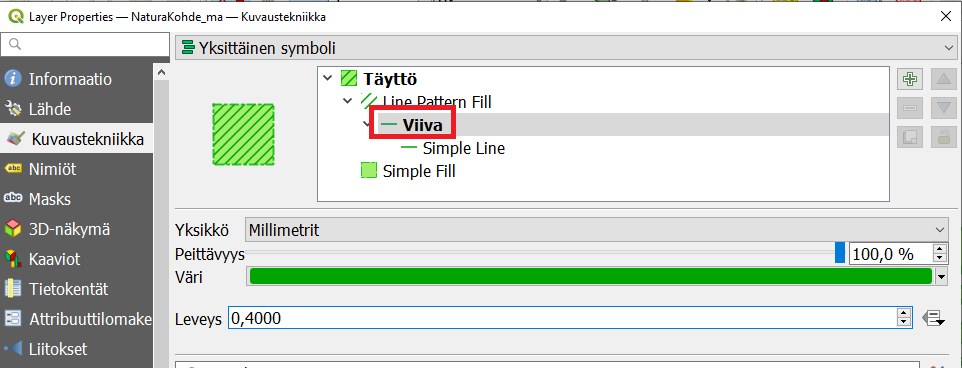 Layer Properties — NaturaKohde_ma — Kuvaustekniikka
Yksittäinen symboli
Informaatio
Lähde
Kuvaustekniikka
Nimiöt
Masks
3D-näkymä
Kaaviot
Tietokentät
Attribuuttilomake
Liitokset
Täyttö
Line Pattern Fill
Viiva
Simple Line
Simple Fill
Yksikkö Millimetrit
Peittävyys 100,0 %
Väri
Leveys 0,4000